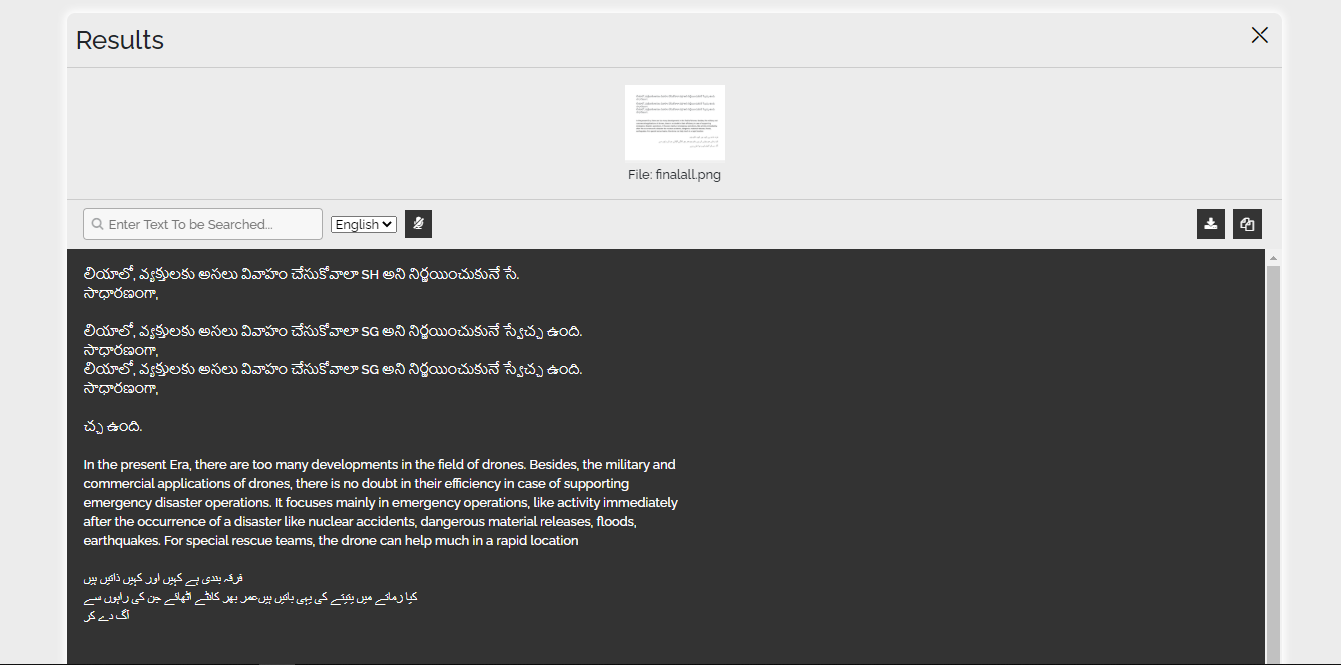 Results
File: finalall.png
Enter Text To be Searched...
English
లియాలో, వ్యక్తులకు అసలు వివాహం చేసుకోవాలా SH అని నిర్ణయించుకునే సే.
సాధారణంగా,
లియాలో, వ్యక్తులకు అసలు వివాహం చేసుకోవాలా SG అని నిర్ణయించుకునే స్వేచ్చ ఉంది.
సాధారణంగా,
లియాలో, వ్యక్తులకు అసలు వివాహం చేసుకోవాలా SG అని నిర్ణయించుకునే స్వేచ్చ ఉంది.
సాధారణంగా,
చ్చ ఉంది.
In the present Era, there are too many developments in the field of drones. Besides, the military and
commercial applications of drones, there is no doubt in their efficiency in case of supporting
emergency disaster operations. It focuses mainly in emergency operations, like activity immediately
after the occurrence of a disaster like nuclear accidents, dangerous material releases, floods,
earthquakes. For special rescue teams, the drone can help much in a rapid location
فرقہ بندی ہے کہیں اور کہیں ذاتیں ہیں
کیا زمانے میں پنپنے کی یہی باتیں ہیںعمر بھر کانٹے اٹھائے جن کی راہوں سے
آگ دے کر